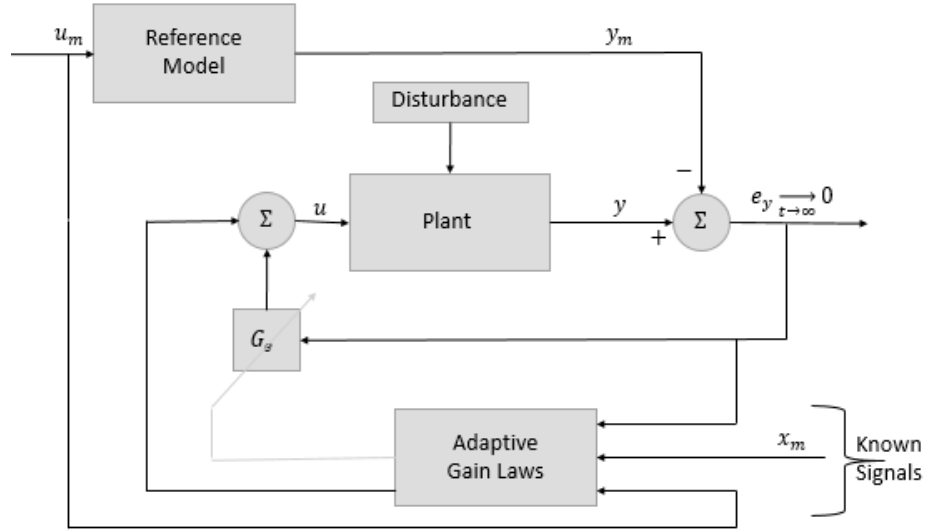 u_m
Reference
Model
y_m
Disturbance
−
Σ
u
Plant
y
+
Σ
e_y → 0
t→∞
G_e
Adaptive
Gain Laws
x_m
Known
Signals